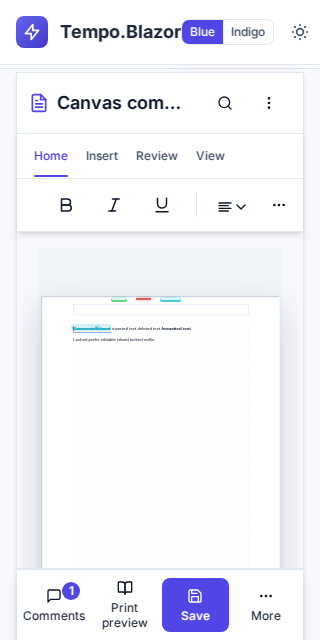 Tempo.Blazor
Blue
Indigo
Canvas com...
Home
Insert
Review
View
B
I
U
inserted text deleted text formatted text.
Locked prefix editable island locked suffix.
Comments
1
Print
preview
Save
More